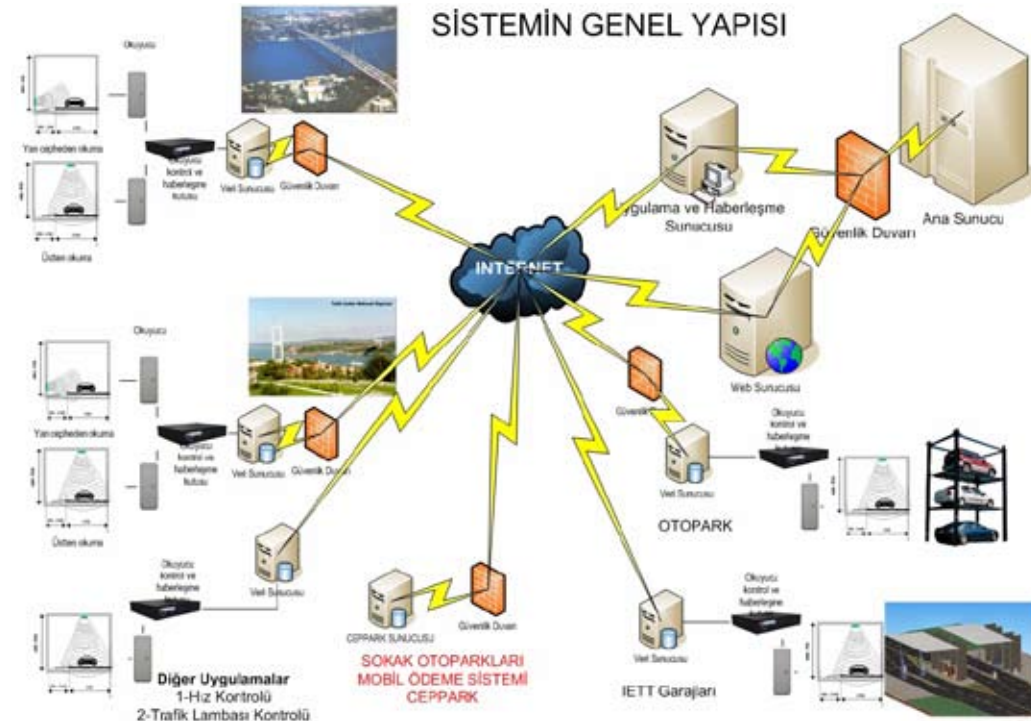 SİSTEMİN GENEL YAPISI
Okuyucu
Yan cepheden okuma
Okuyucu
kontrol ve
haberleşme
kutusu
Veri Sunucusu
Güvenlik Duvarı
Üstten okuma
Uygulama ve Haberleşme
Sunucusu
Güvenlik Duvarı
Ana Sunucu
INTERNET
Web Sunucusu
Okuyucu
Yan cepheden okuma
Okuyucu
kontrol ve
haberleşme
kutusu
Veri Sunucusu
Güvenlik Duvarı
Üstten okuma
Güvenlik
Veri Sunucusu
Okuyucu
kontrol ve
haberleşme
kutusu
OTOPARK
Okuyucu
kontrol ve
haberleşme
Veri Sunucusu
CEPPARK SUNUCUSU
Güvenlik Duvarı
SOKAK OTOPARKLARI
MOBİL ÖDEME SİSTEMİ
CEPPARK
Veri Sunucusu
Okuyucu
kontrol ve
haberleşme
İETT Garajları
Diğer Uygulamalar
1-Hız Kontrolü
2-Trafik Lambası Kontrolü